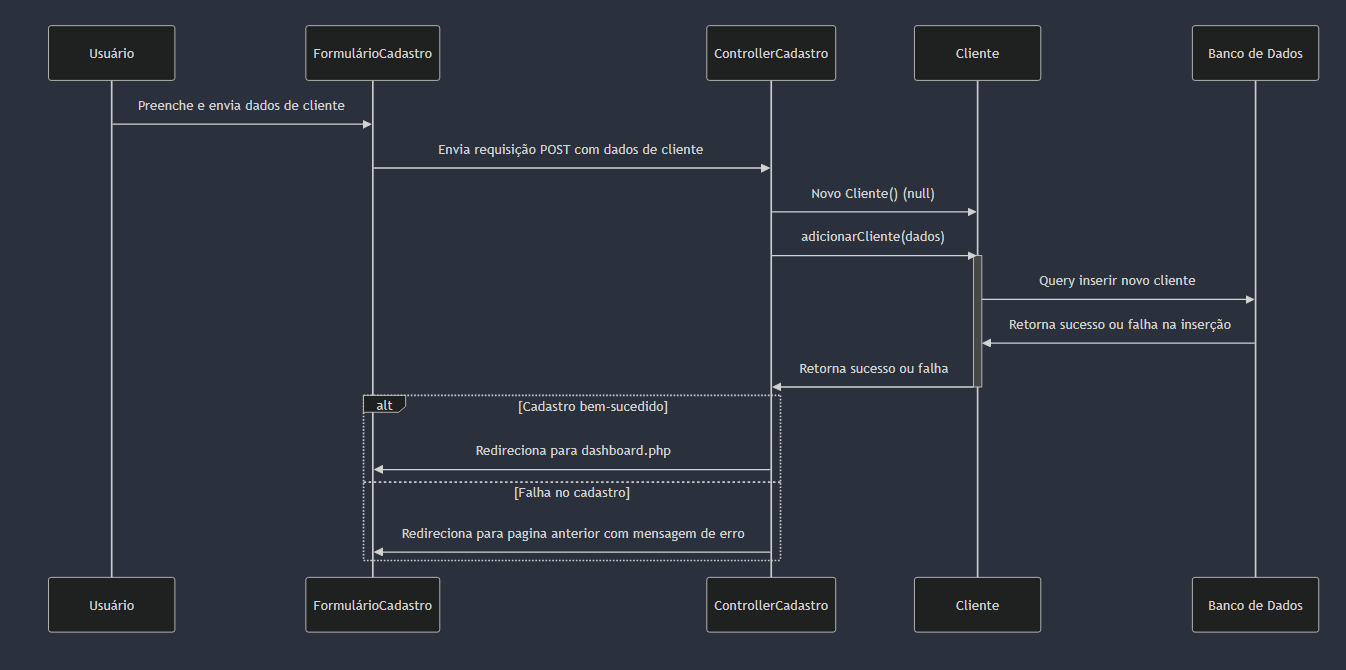 Usuário
FormulárioCadastro
ControllerCadastro
Cliente
Banco de Dados
Preenche e envia dados de cliente
Envia requisição POST com dados de cliente
Novo Cliente() (null)
adicionarCliente(dados)
Query inserir novo cliente
Retorna sucesso ou falha na inserção
Retorna sucesso ou falha
alt
[Cadastro bem-sucedido]
Redireciona para dashboard.php
[Falha no cadastro]
Redireciona para pagina anterior com mensagem de erro
Usuário
FormulárioCadastro
ControllerCadastro
Cliente
Banco de Dados